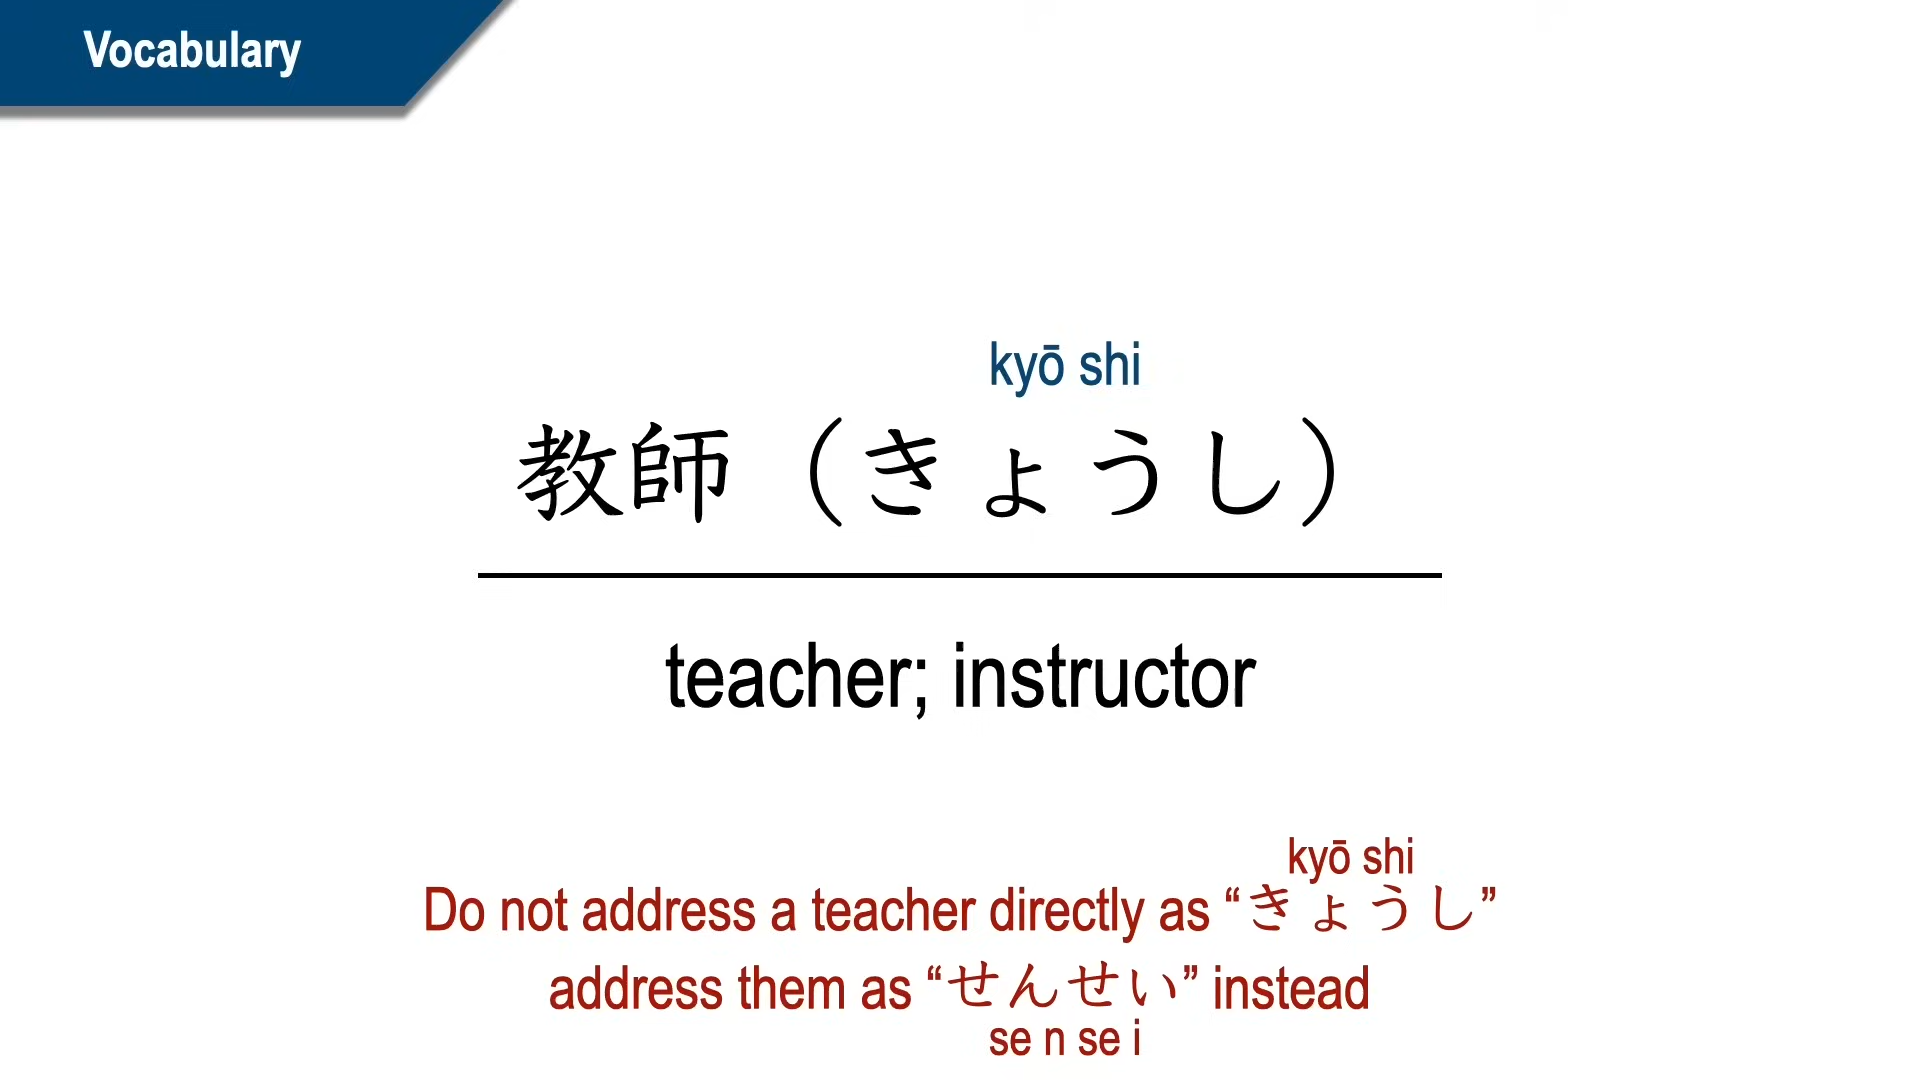 Vocabulary
kyō shi
教師（きょうし）
teacher; instructor
kyō shi
Do not address a teacher directly as “きょうし”
address them as “せんせい” instead
se n se i